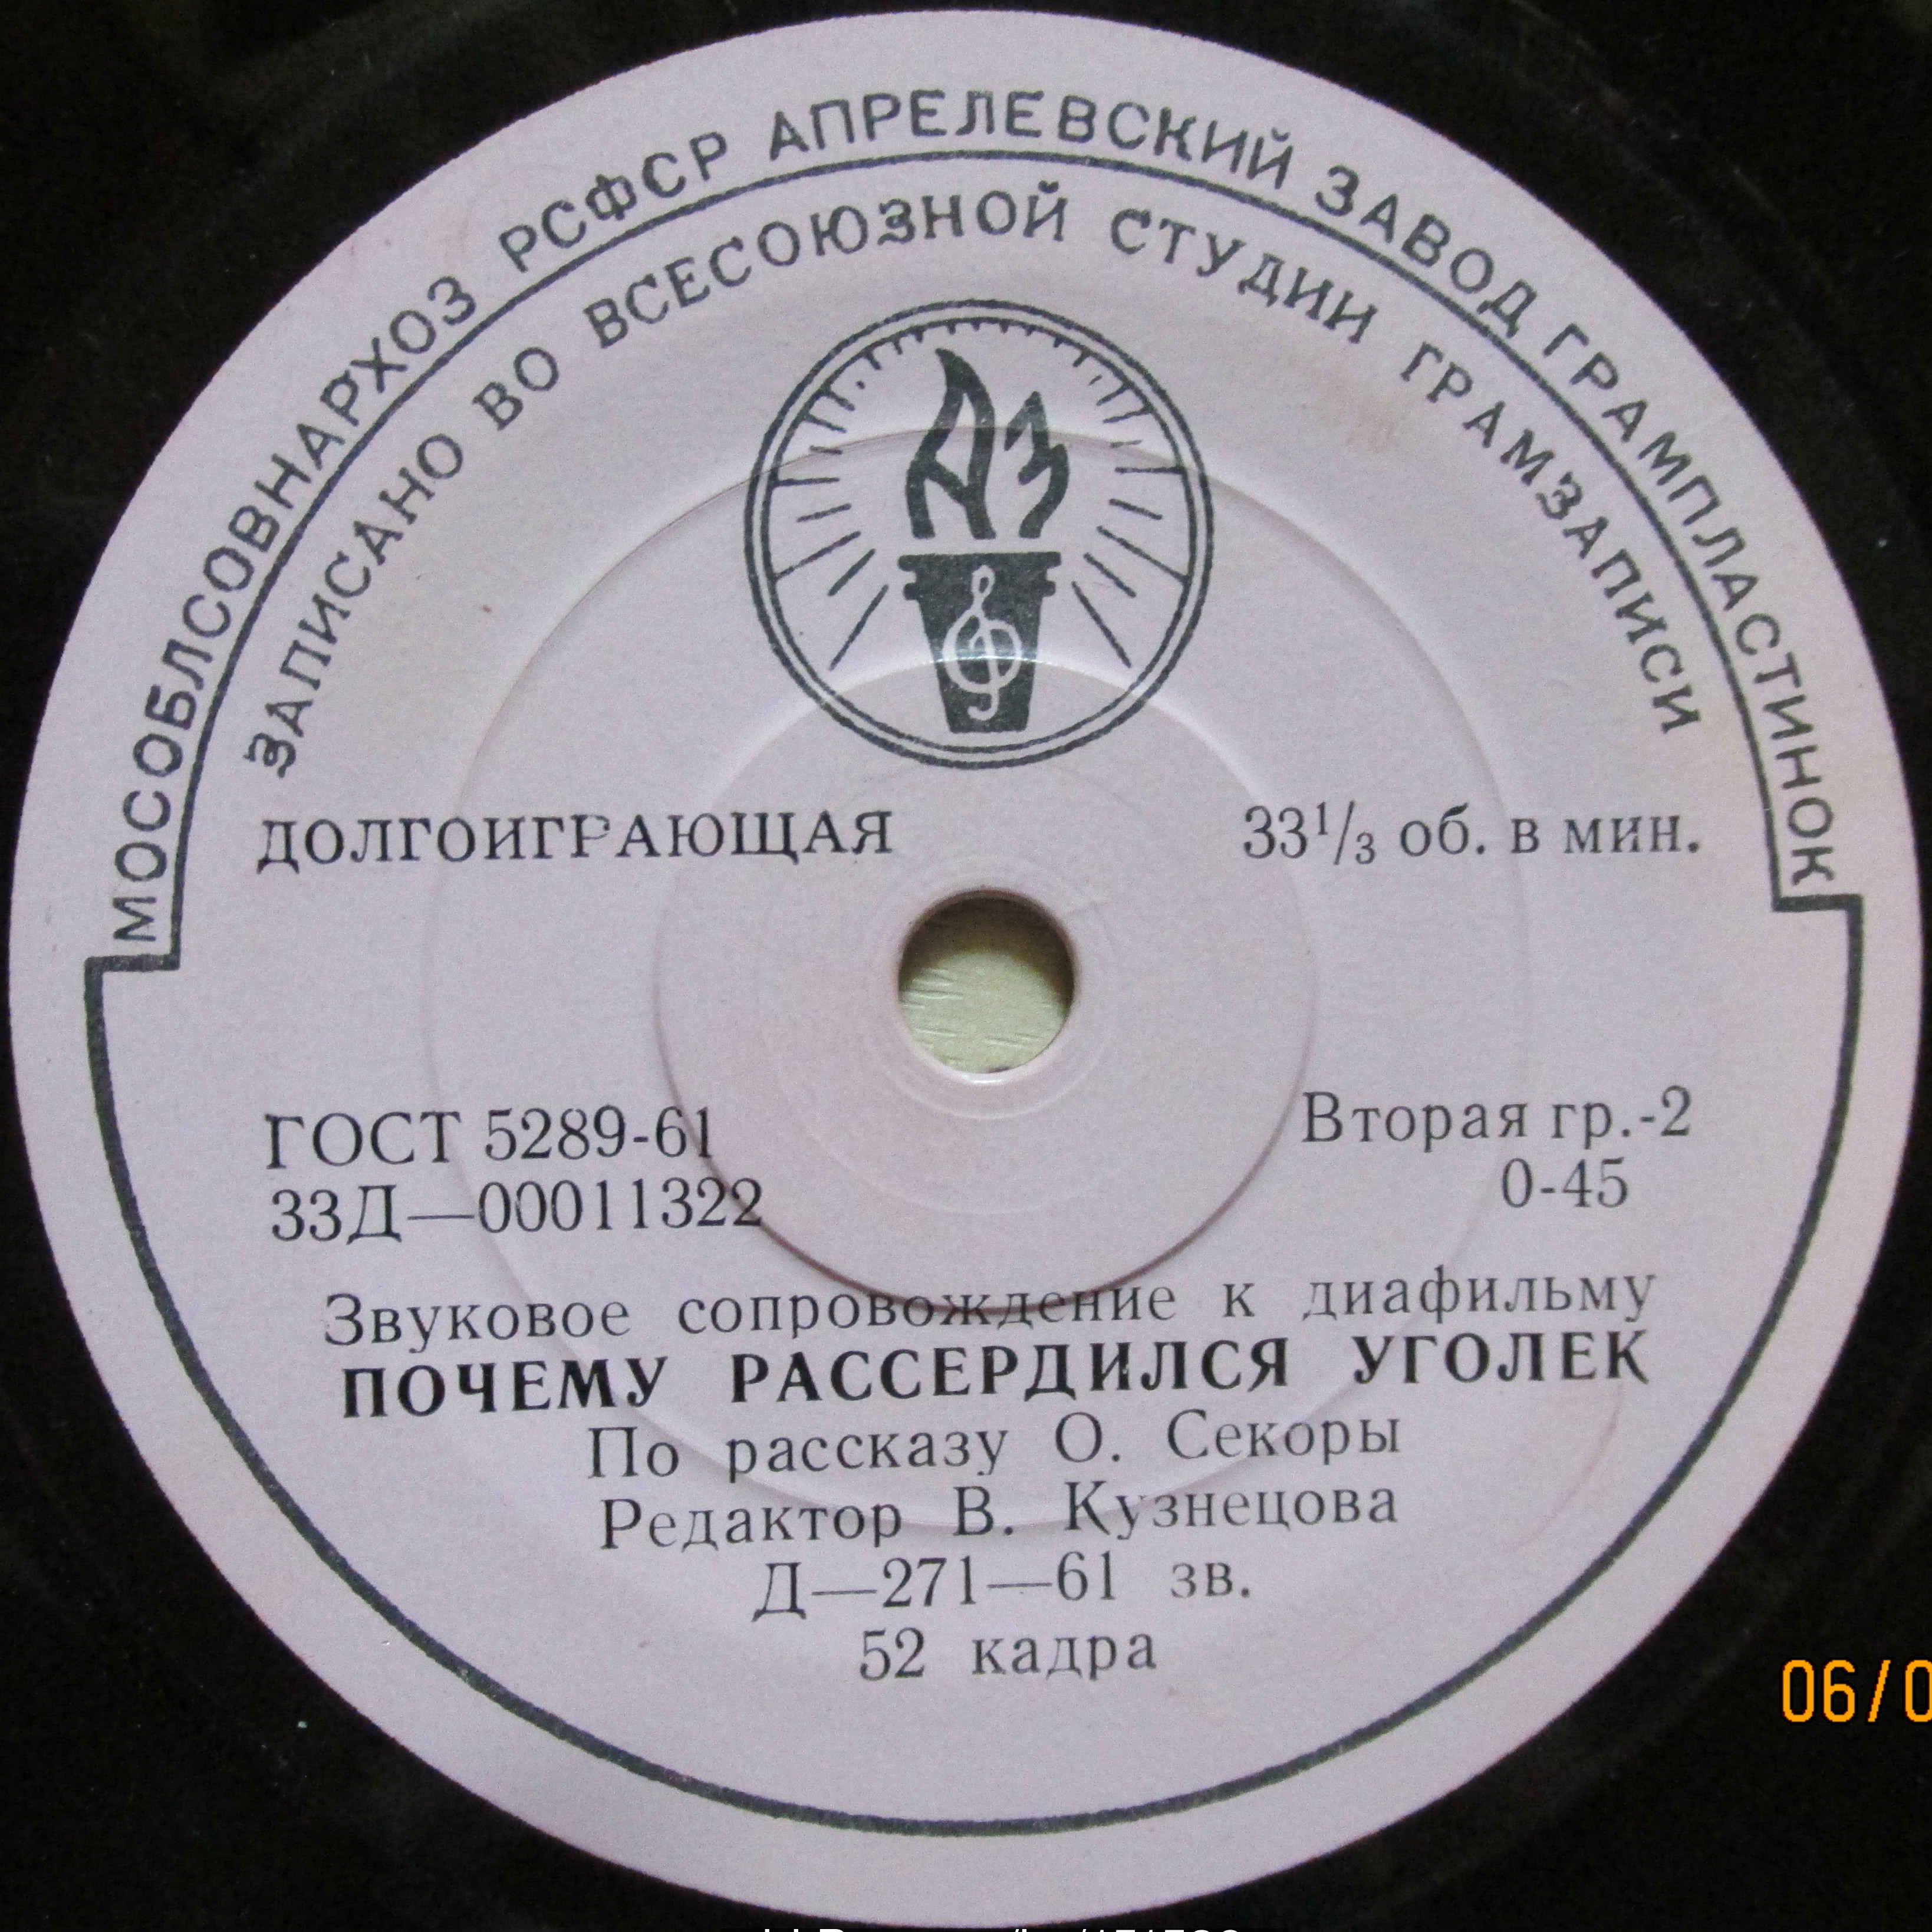 МОСОБЛСОВНАРХОЗ РСФСР АПРЕЛЕВСКИЙ ЗАВОД ГРАМПЛАСТИНОК
ЗАПИСАНО ВО ВСЕСОЮЗНОЙ СТУДИИ ГРАМЗАПИСИ
АЗ
ДОЛГОИГРАЮЩАЯ 33 1/3 об. в мин.
ГОСТ 5289-61 Вторая гр.-2
33Д—00011322 0-45
Звуковое сопровождение к диафильму
ПОЧЕМУ РАССЕРДИЛСЯ УГОЛЕК
По рассказу О. Секоры
Редактор В. Кузнецова
Д—271—61 зв.
52 кадра
06/0